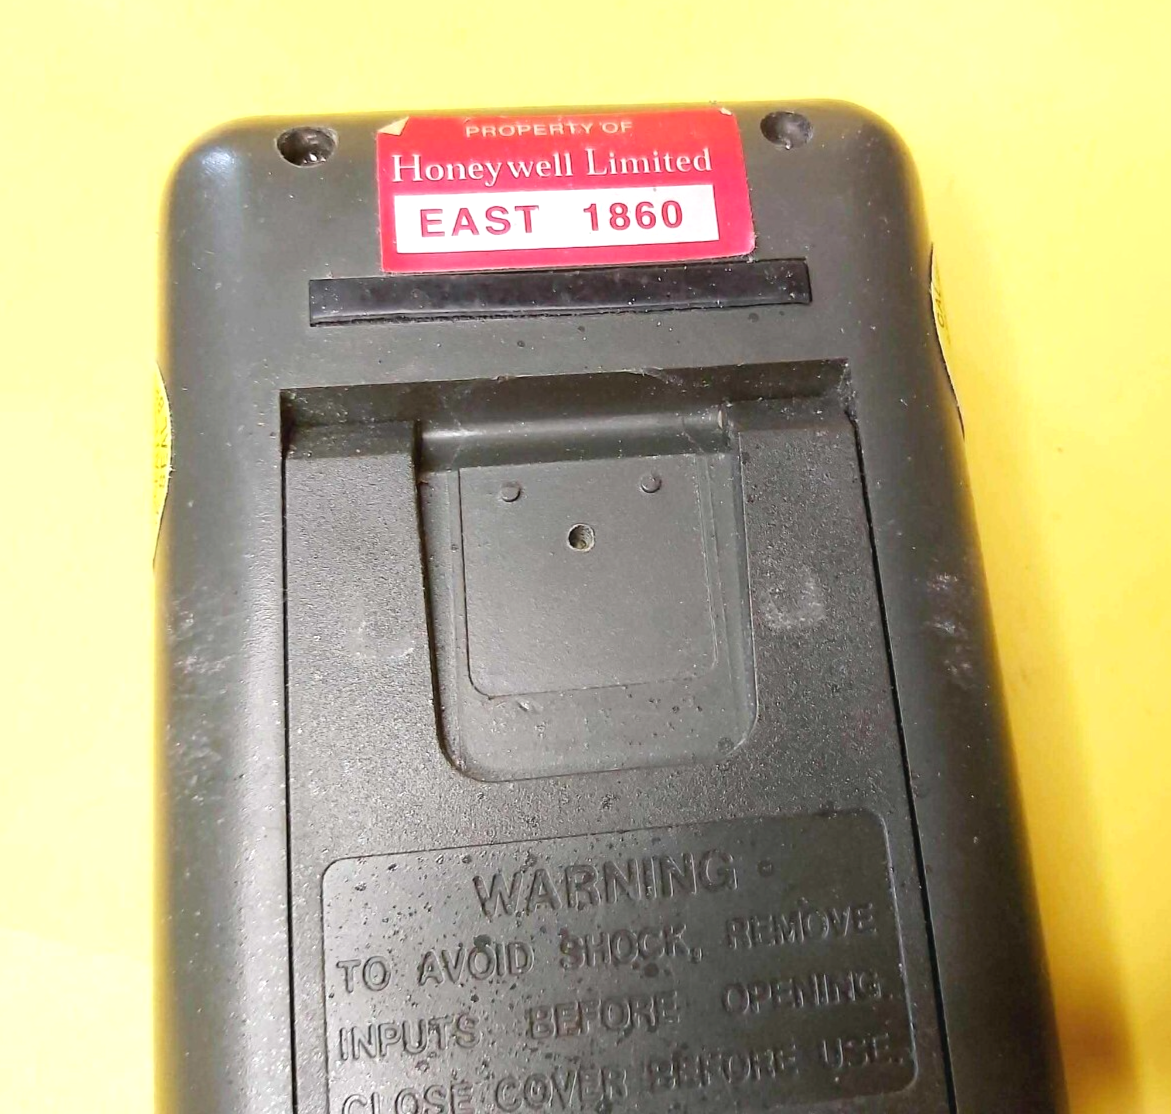 PROPERTY OF
Honeywell Limited
EAST 1860
WARNING
TO AVOID SHOCK, REMOVE
INPUTS BEFORE OPENING.
CLOSE COVER BEFORE USE.